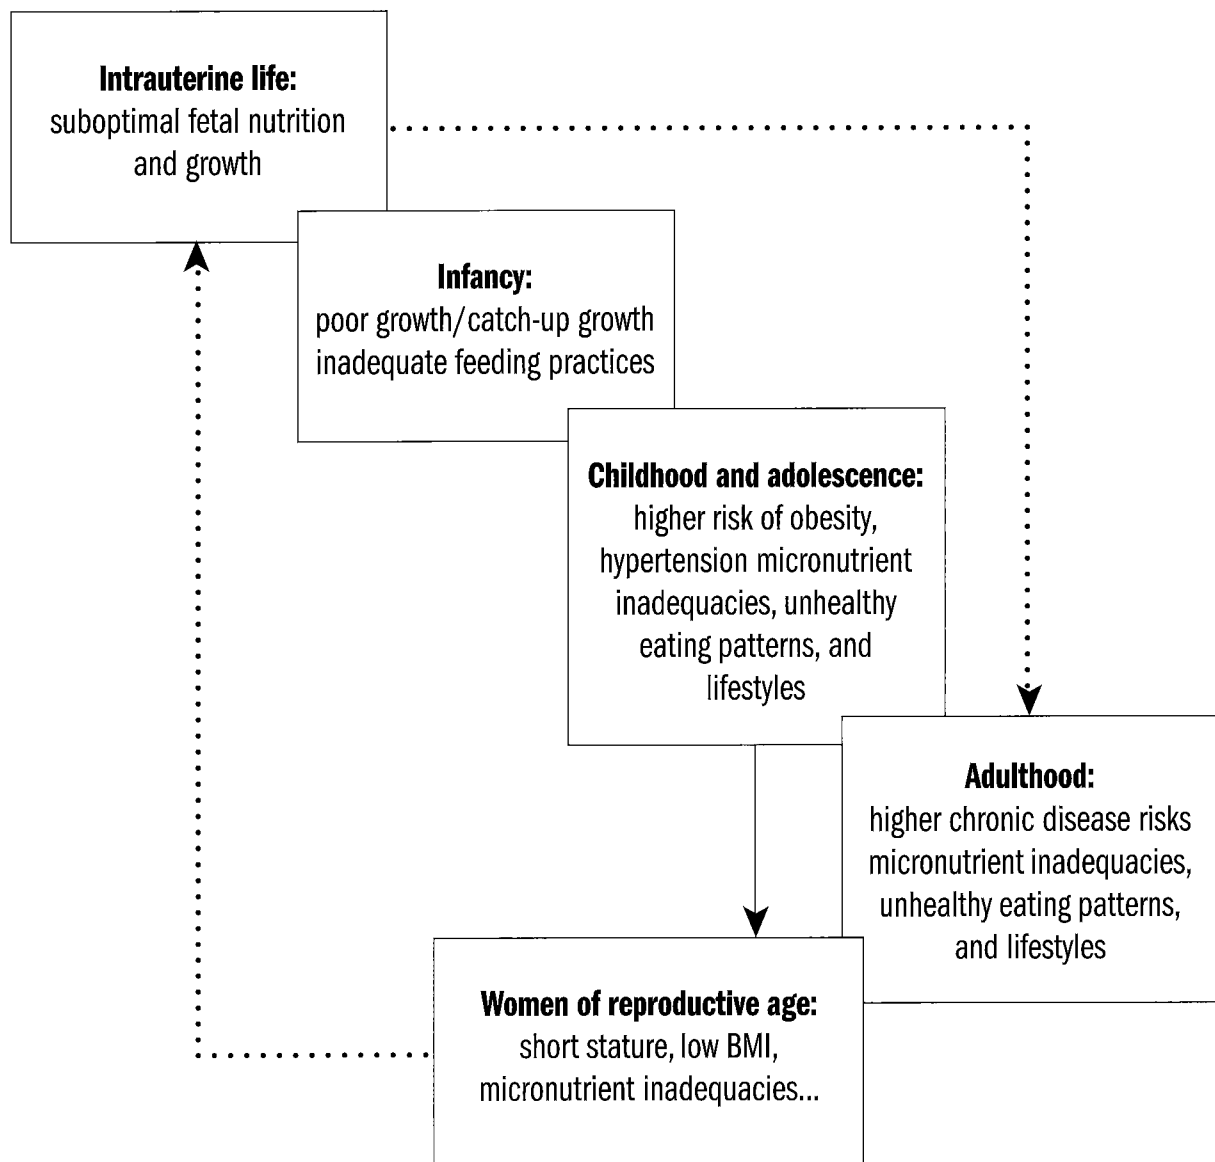 Intrauterine life:
suboptimal fetal nutrition
and growth
Infancy:
poor growth/catch-up growth
inadequate feeding practices
Childhood and adolescence:
higher risk of obesity,
hypertension micronutrient
inadequacies, unhealthy
eating patterns, and
lifestyles
Adulthood:
higher chronic disease risks
micronutrient inadequacies,
unhealthy eating patterns,
and lifestyles
Women of reproductive age:
short stature, low BMI,
micronutrient inadequacies...